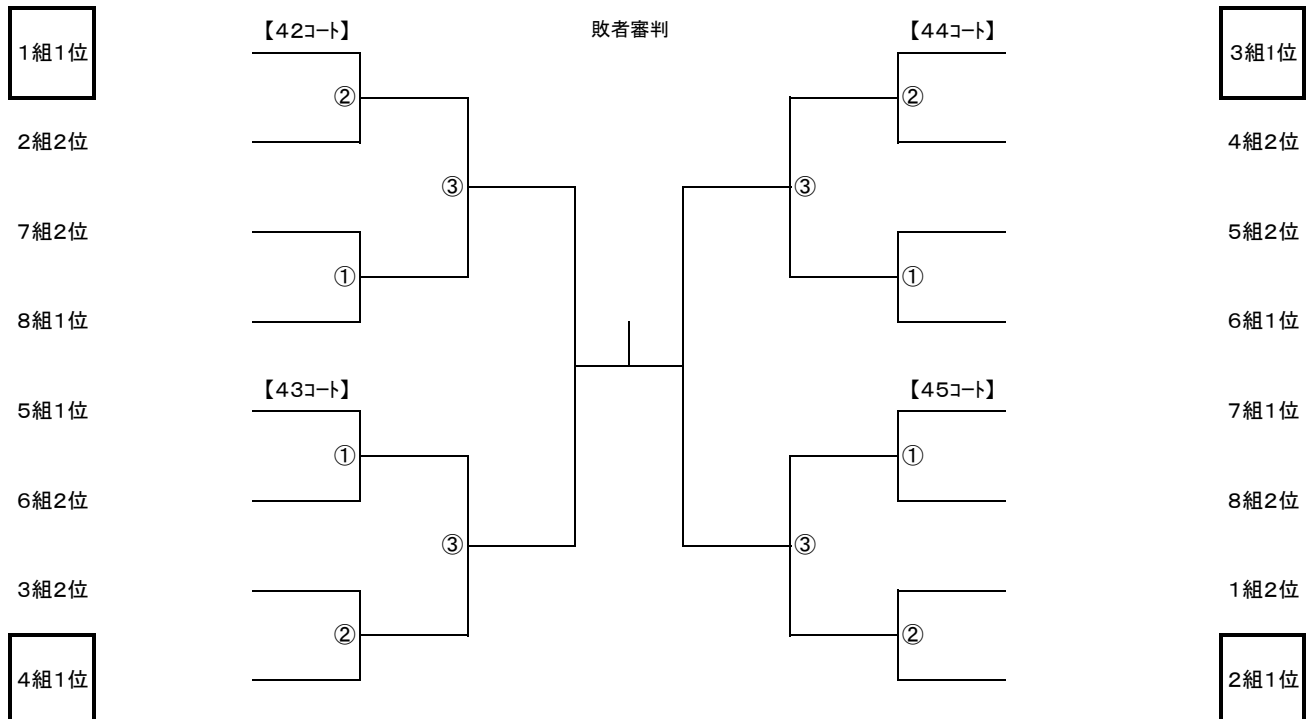 1組1位
【42ｺｰﾄ】
敗者審判
【44ｺｰﾄ】
3組1位
②
②
2組2位
4組2位
③
③
7組2位
5組2位
①
①
8組1位
6組1位
【43ｺｰﾄ】
【45ｺｰﾄ】
5組1位
7組1位
①
①
6組2位
8組2位
③
③
3組2位
1組2位
②
②
4組1位
2組1位